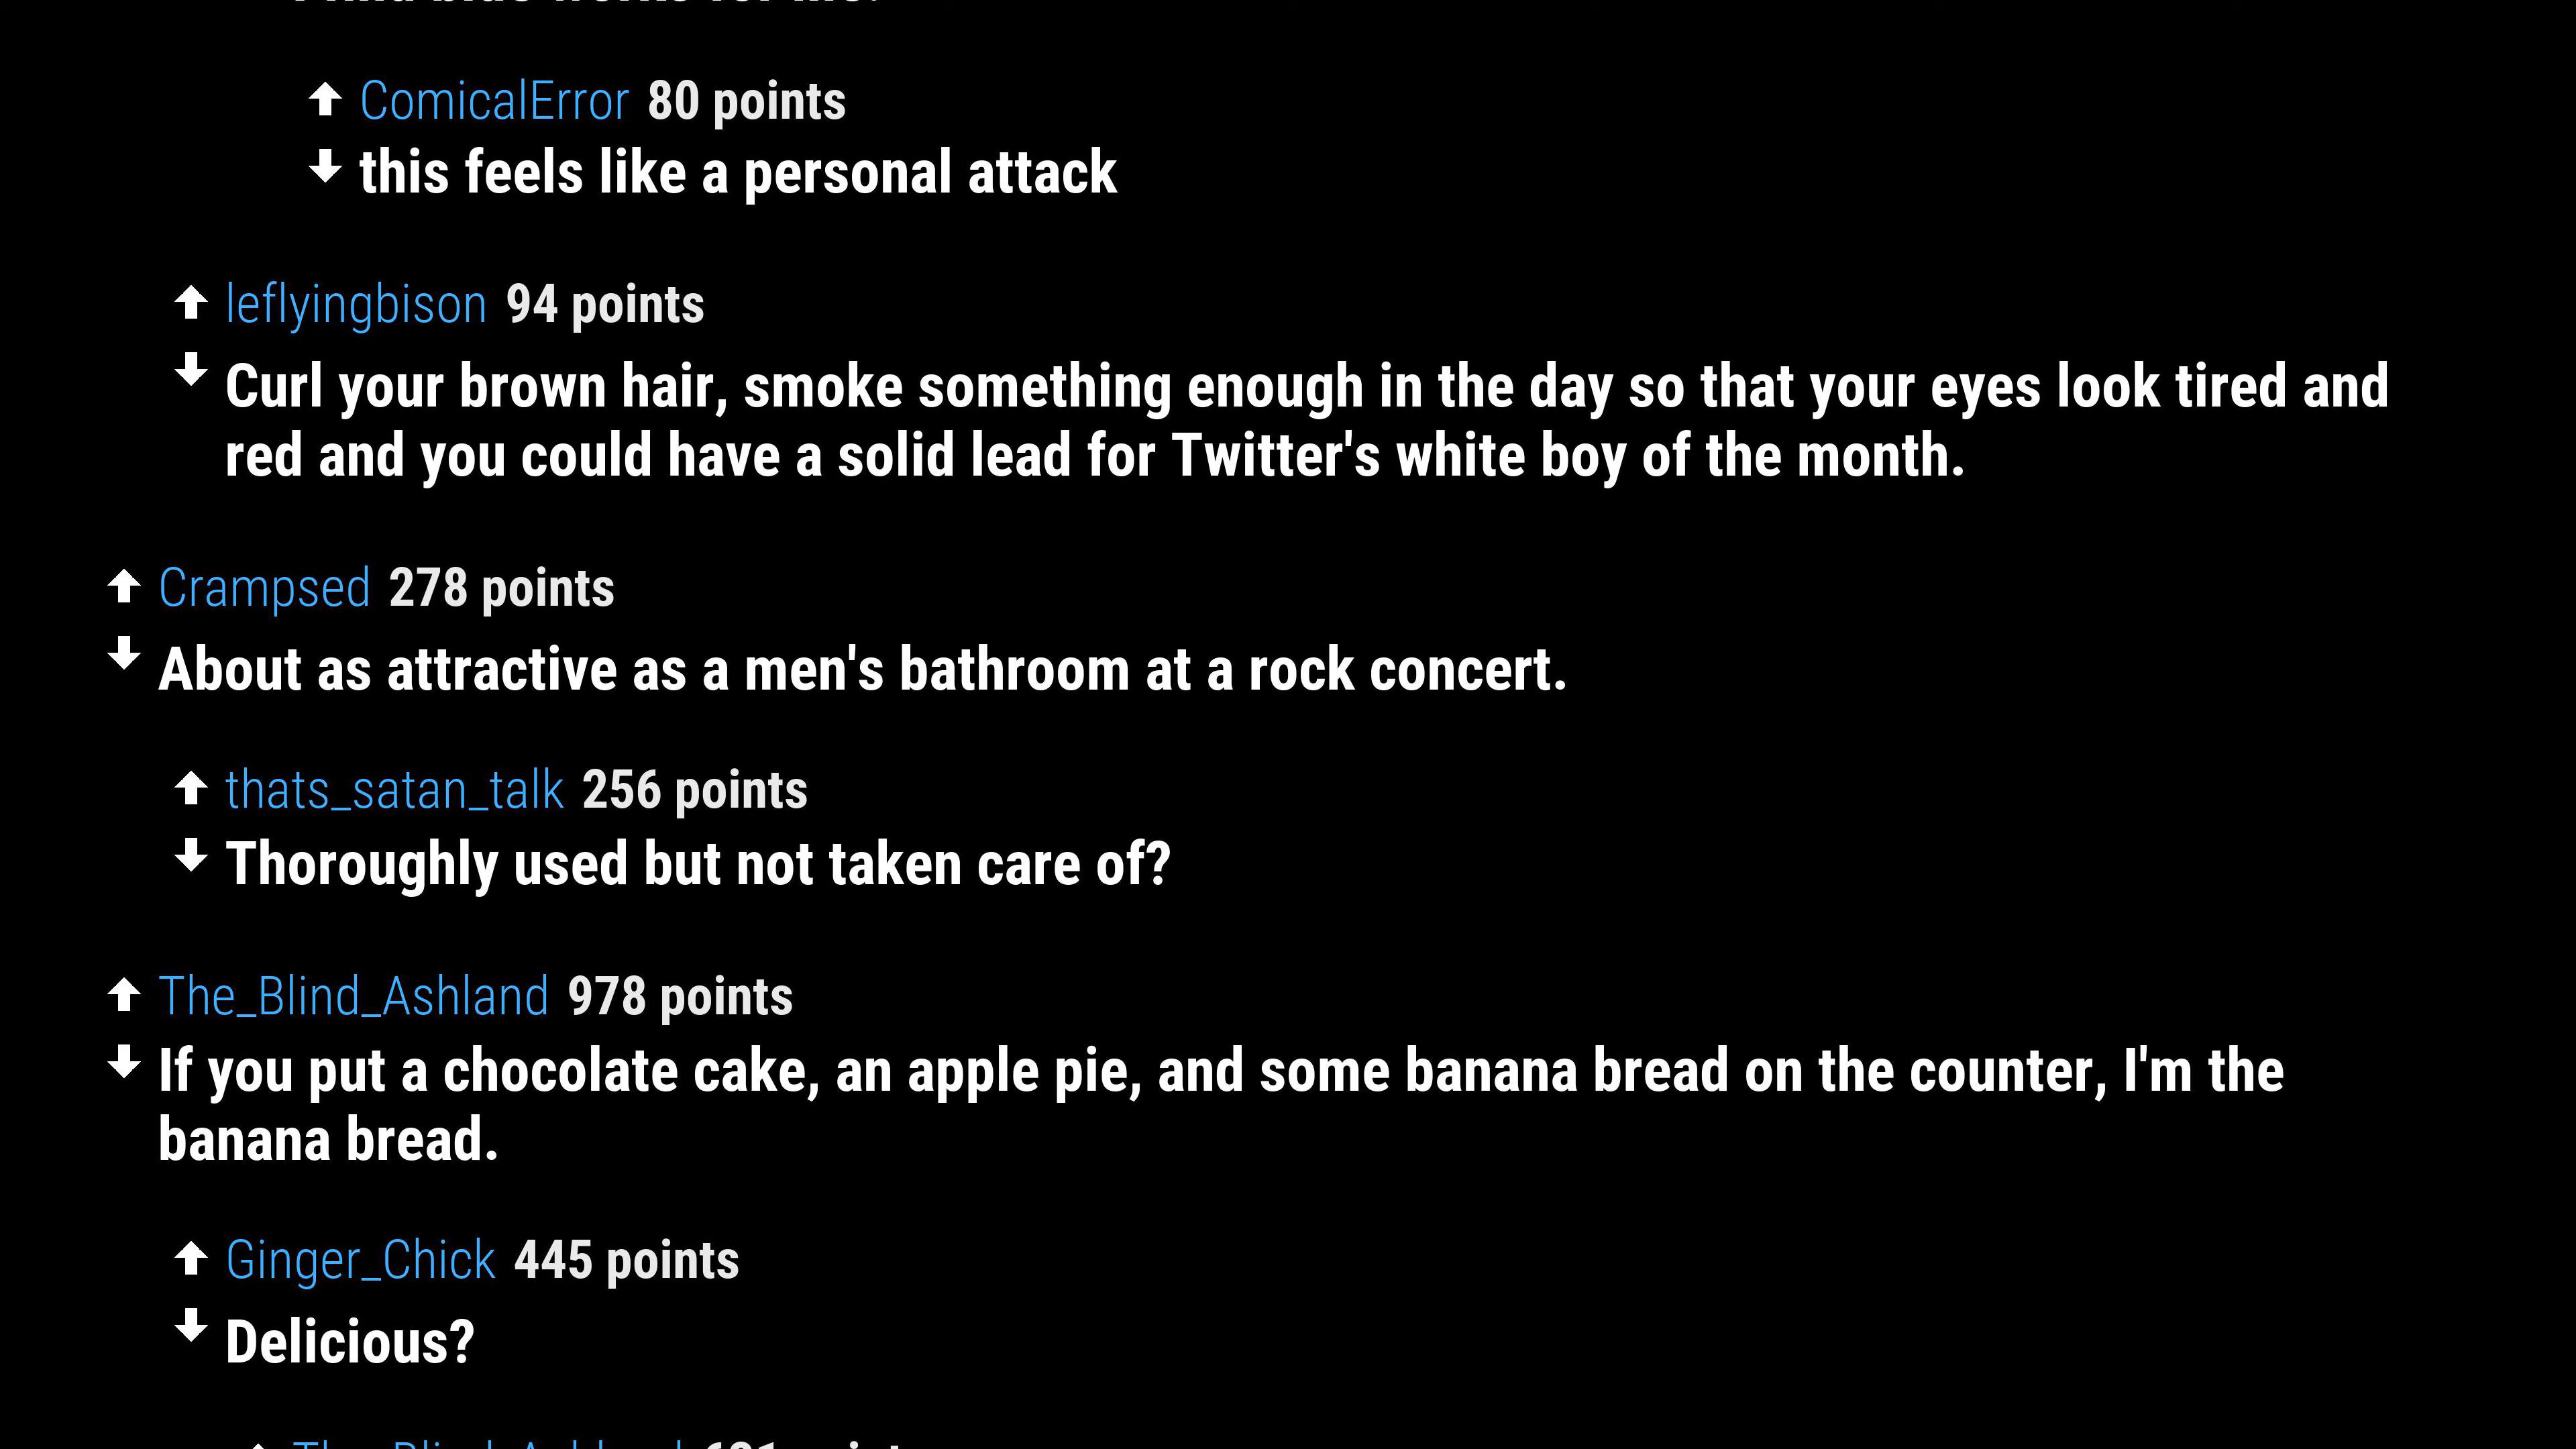 ComicalError 80 points
this feels like a personal attack
leflyingbison 94 points
Curl your brown hair, smoke something enough in the day so that your eyes look tired and
red and you could have a solid lead for Twitter's white boy of the month.
Crampsed 278 points
About as attractive as a men's bathroom at a rock concert.
thats_satan_talk 256 points
Thoroughly used but not taken care of?
The_Blind_Ashland 978 points
If you put a chocolate cake, an apple pie, and some banana bread on the counter, I'm the
banana bread.
Ginger_Chick 445 points
Delicious?